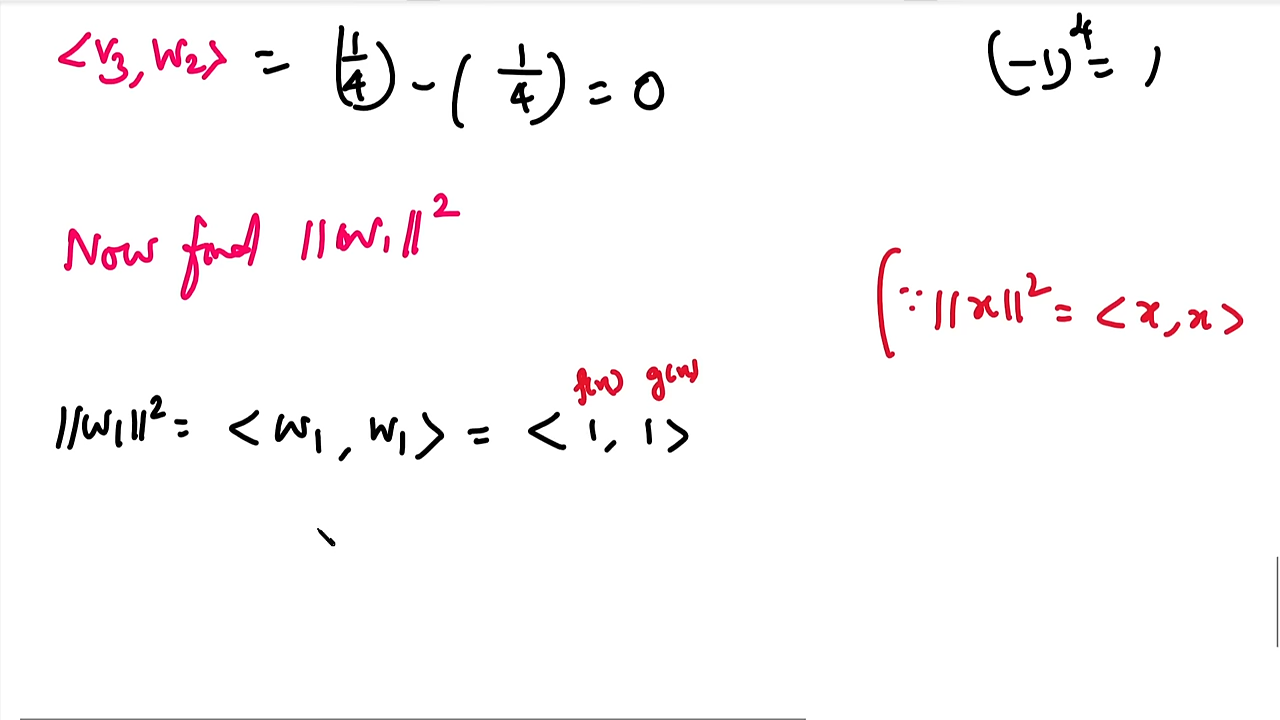 <v₃, w₂> = (1/4) - (1/4) = 0
(-1)⁴ = 1
Now find ||w₁||²
(∵ ||x||² = <x, x>
f(x) g(x)
||w₁||² = <w₁, w₁> = <1, 1>